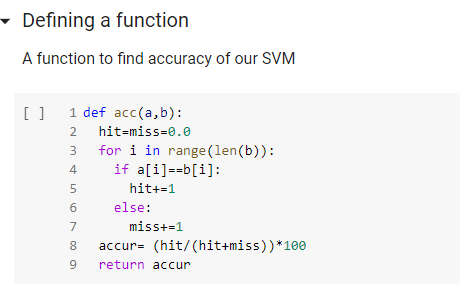 Defining a function
A function to find accuracy of our SVM
[ ] 1 def acc(a,b):
2   hit=miss=0.0
3   for i in range(len(b)):
4     if a[i]==b[i]:
5       hit+=1
6     else:
7       miss+=1
8   accur= (hit/(hit+miss))*100
9   return accur